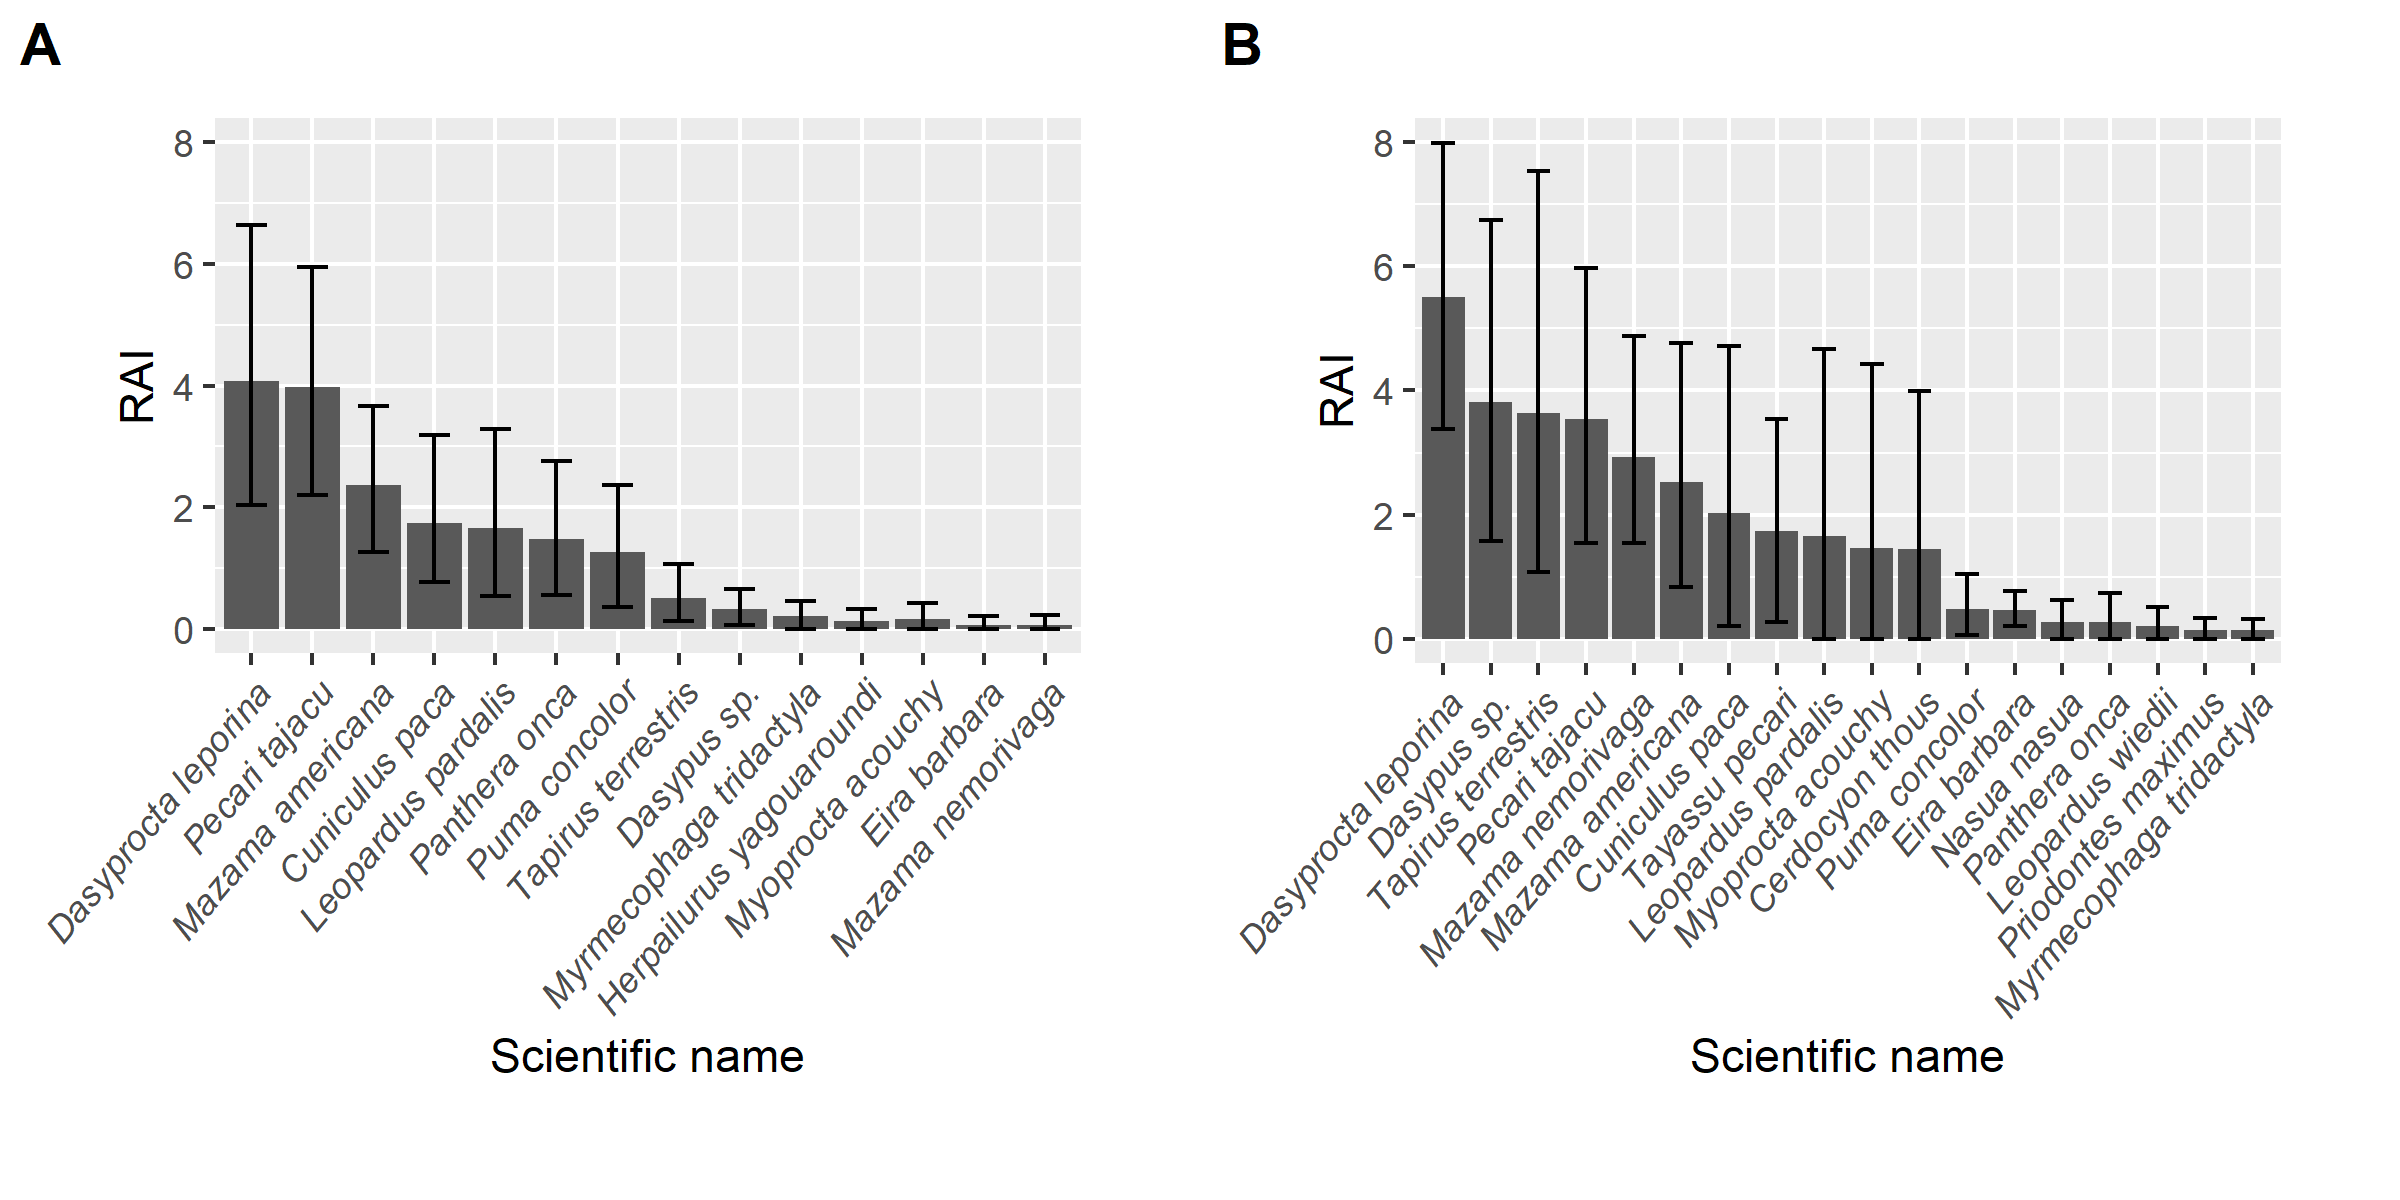 A
RAI
8
6
4
2
0
Dasyprocta leporina
Pecari tajacu
Mazama americana
Cuniculus paca
Leopardus pardalis
Panthera onca
Puma concolor
Tapirus terrestris
Dasypus sp.
Myrmecophaga tridactyla
Herpailurus yagouaroundi
Myoprocta acouchy
Eira barbara
Mazama nemorivaga
Scientific name
B
RAI
8
6
4
2
0
Dasyprocta leporina
Dasypus sp.
Tapirus terrestris
Pecari tajacu
Mazama nemorivaga
Mazama americana
Cuniculus paca
Tayassu pecari
Leopardus pardalis
Myoprocta acouchy
Cerdocyon thous
Puma concolor
Eira barbara
Nasua nasua
Panthera onca
Leopardus wiedii
Priodontes maximus
Myrmecophaga tridactyla
Scientific name